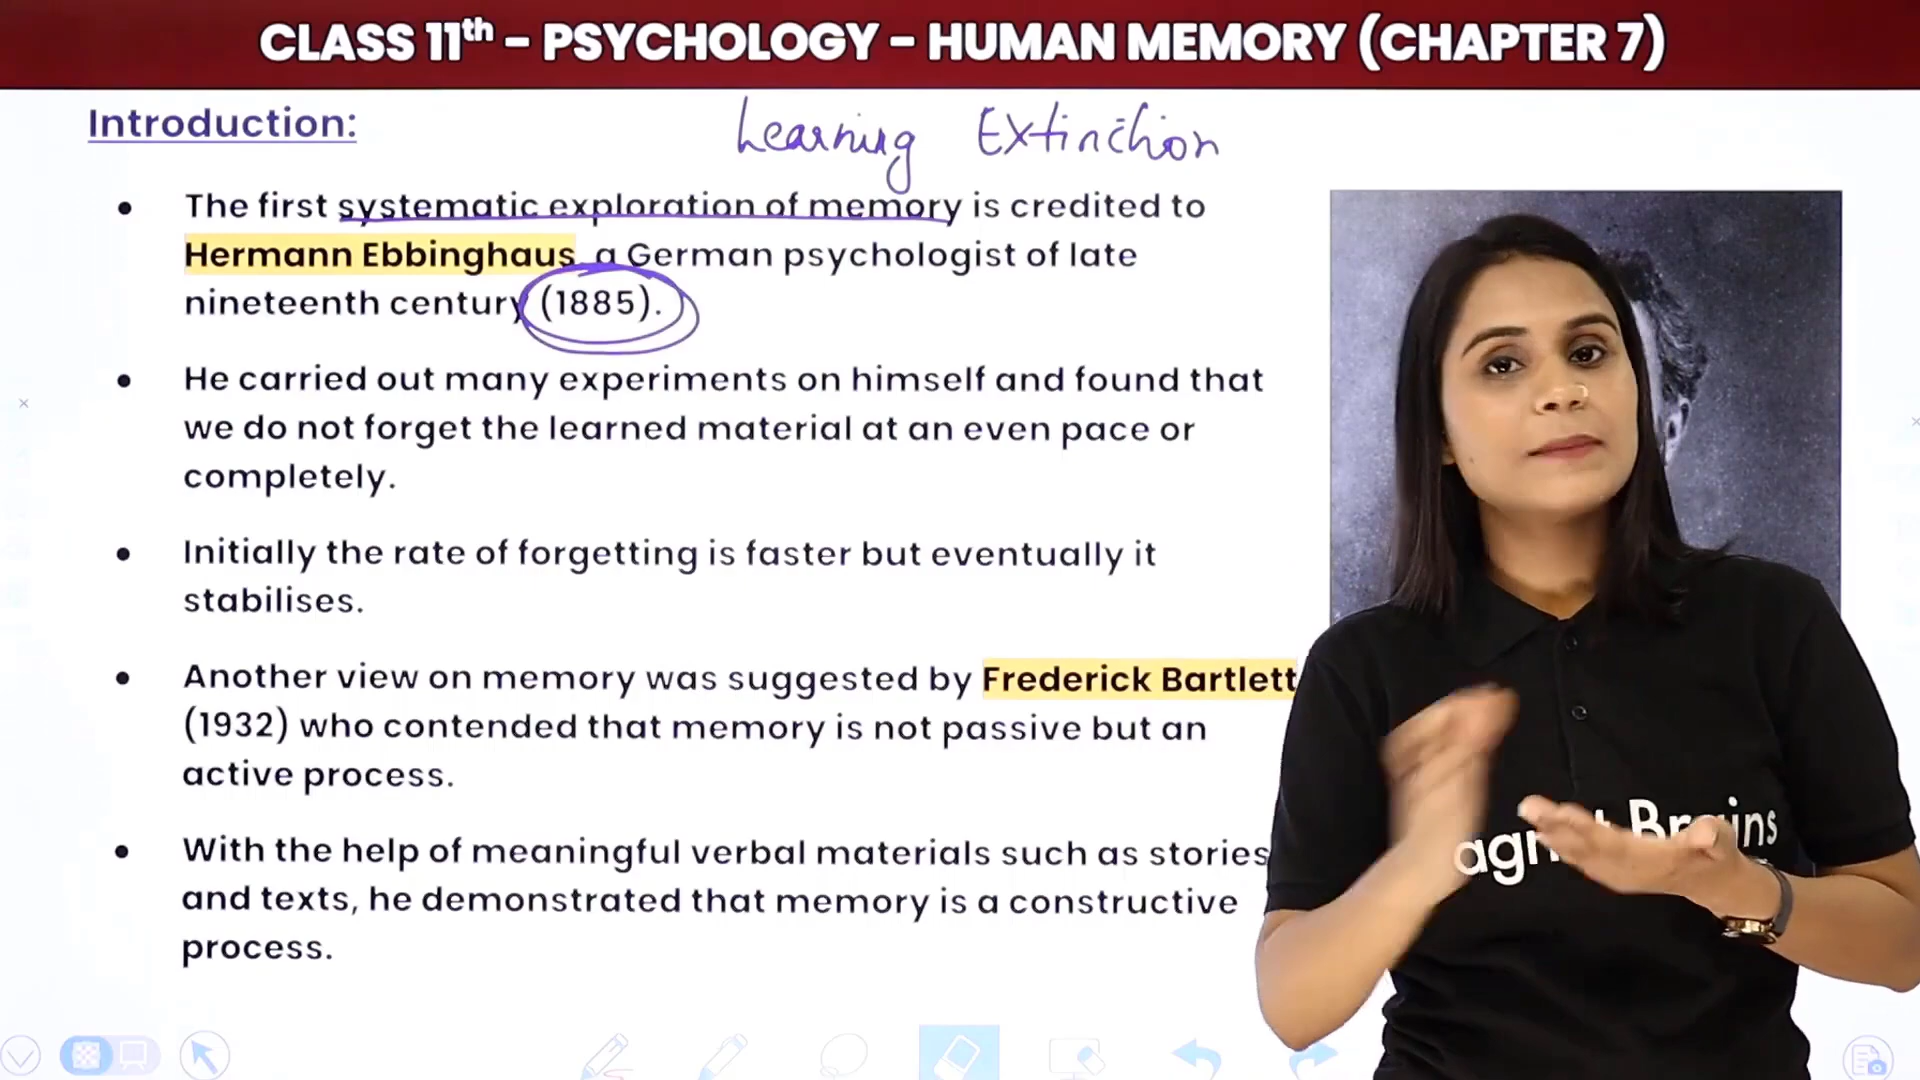 CLASS 11th - PSYCHOLOGY - HUMAN MEMORY (CHAPTER 7)
Introduction:
Learning Extinction
• The first systematic exploration of memory is credited to
Hermann Ebbinghaus, a German psychologist of late
nineteenth century (1885).
• He carried out many experiments on himself and found that
we do not forget the learned material at an even pace or
completely.
• Initially the rate of forgetting is faster but eventually it
stabilises.
• Another view on memory was suggested by Frederick Bartlett
(1932) who contended that memory is not passive but an
active process.
• With the help of meaningful verbal materials such as stories
and texts, he demonstrated that memory is a constructive
process.